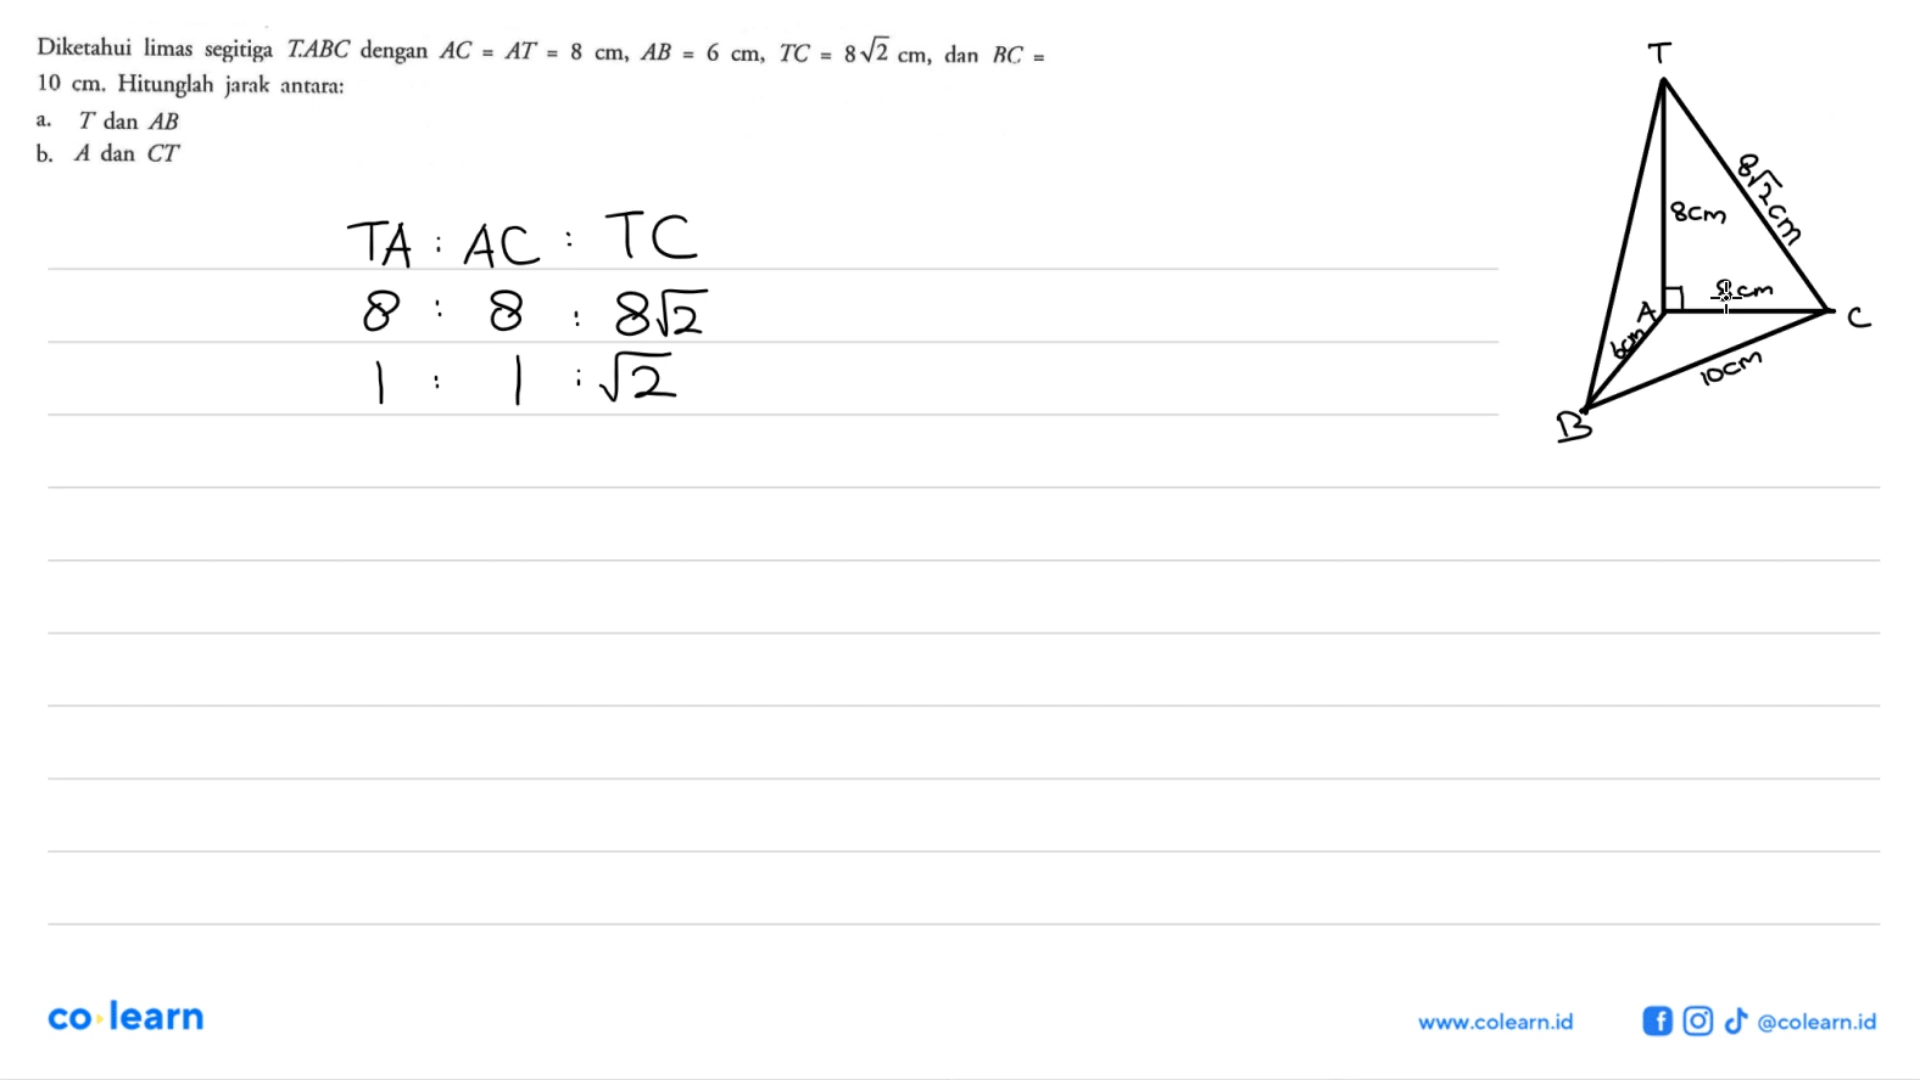 Diketahui limas segitiga T.ABC dengan AC = AT = 8 cm, AB = 6 cm, TC = 8√2 cm, dan BC =
10 cm. Hitunglah jarak antara:
a. T dan AB
b. A dan CT
TA : AC : TC
8 : 8 : 8√2
1 : 1 : √2
T
8√2 cm
8cm
8cm
A
C
6cm
10cm
B
co learn
www.colearn.id
@colearn.id